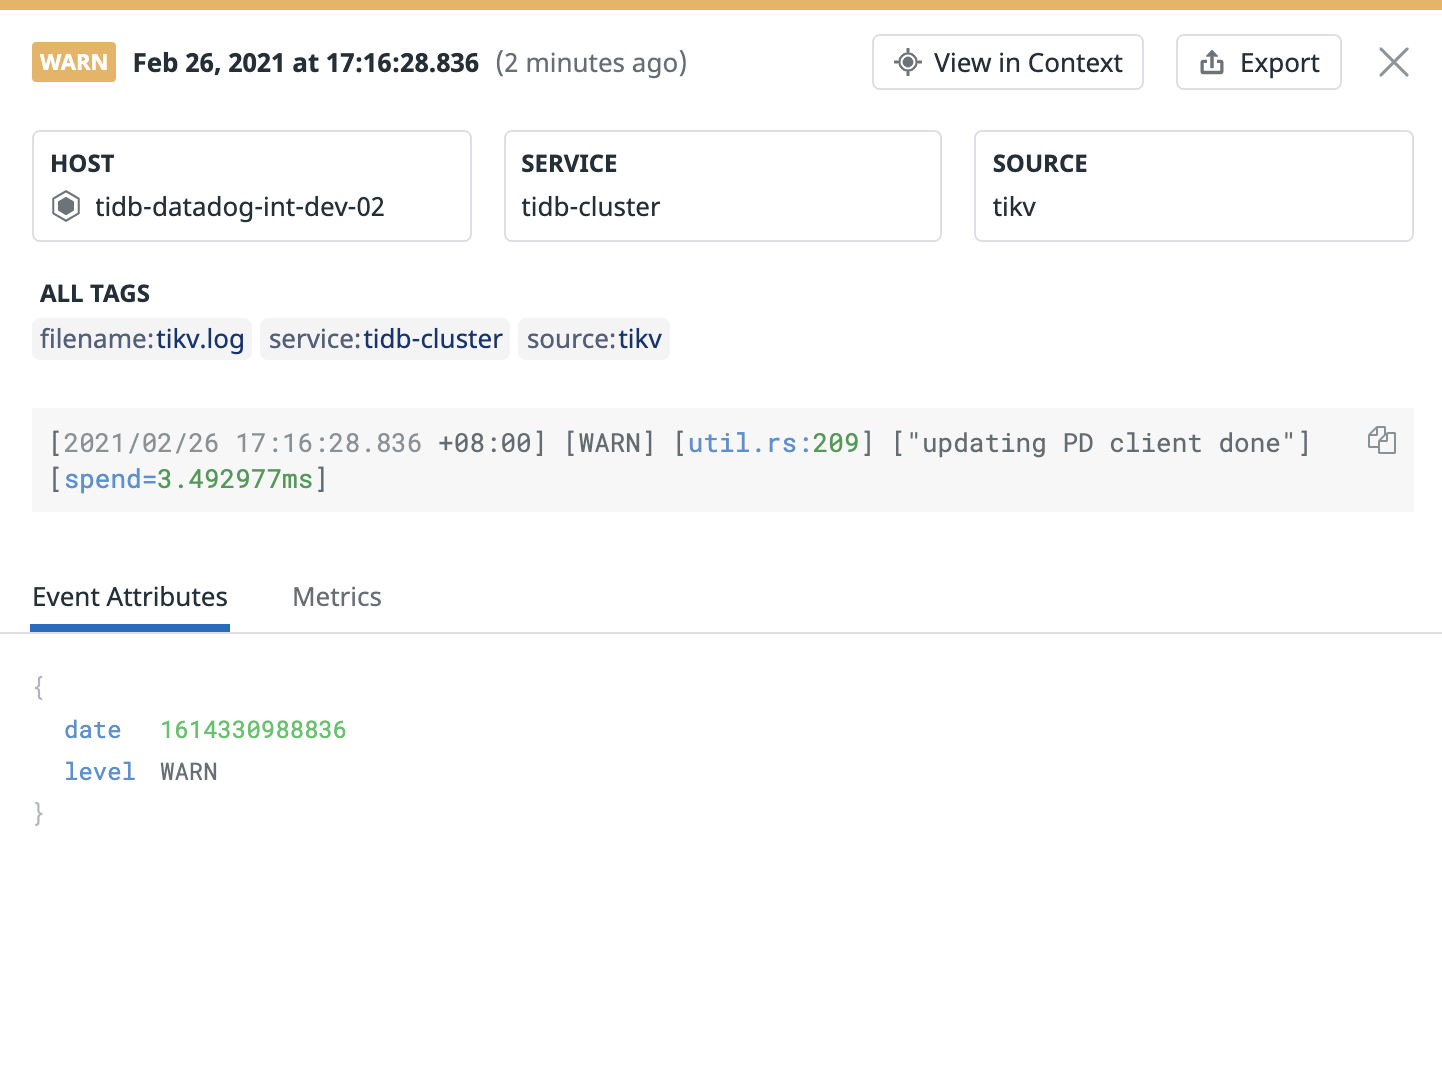 WARN Feb 26, 2021 at 17:16:28.836 (2 minutes ago) View in Context Export
HOST
tidb-datadog-int-dev-02
SERVICE
tidb-cluster
SOURCE
tikv
ALL TAGS
filename:tikv.log service:tidb-cluster source:tikv
[2021/02/26 17:16:28.836 +08:00] [WARN] [util.rs:209] ["updating PD client done"]
[spend=3.492977ms]
Event Attributes Metrics
{
date 1614330988836
level WARN
}